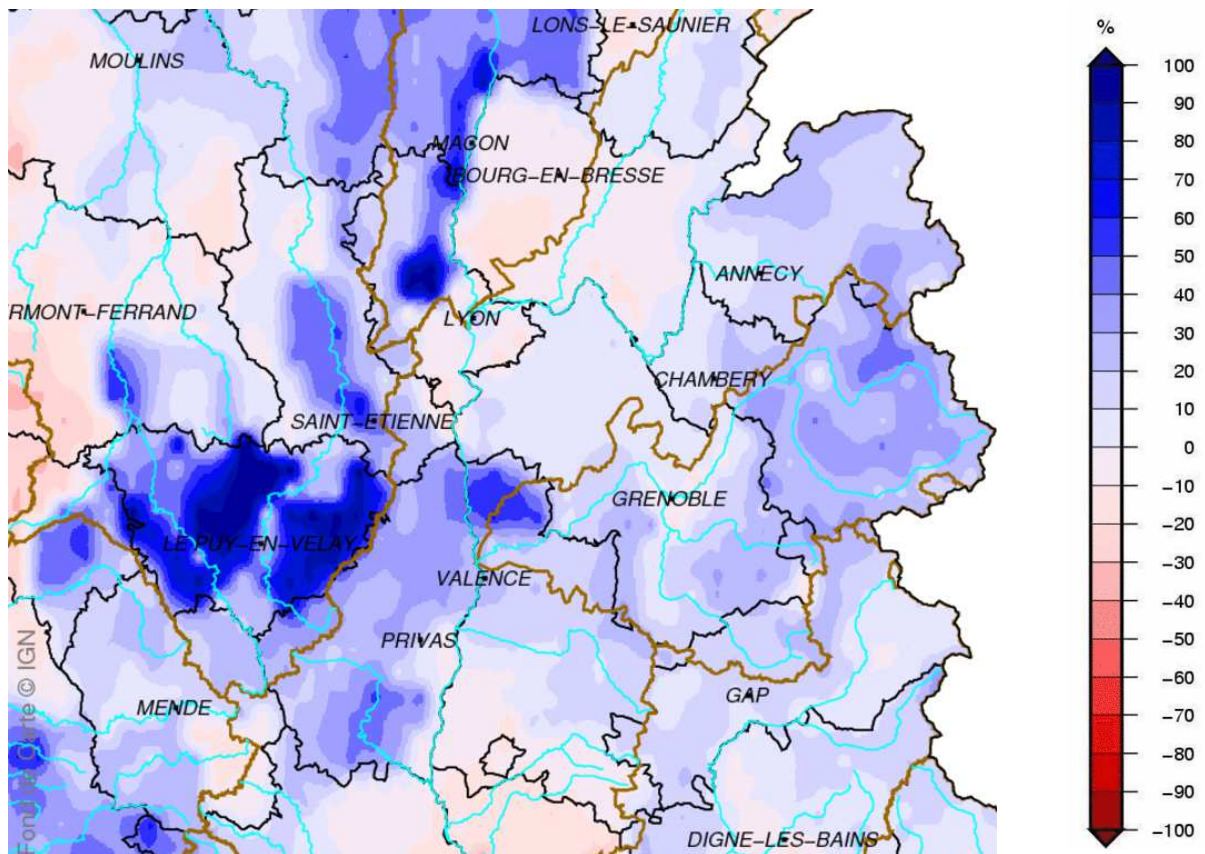 LONS-LE-SAUNIER
MOULINS
MACON
BOURG-EN-BRESSE
ANNECY
RMONT-FERRAND
LYON
CHAMBERY
SAINT-ETIENNE
GRENOBLE
LE PUY-EN-VELAY
VALENCE
PRIVAS
MENDE
GAP
DIGNE-LES-BAINS
Fond de Carte © IGN
%
100
90
80
70
60
50
40
30
20
10
0
-10
-20
-30
-40
-50
-60
-70
-80
-90
-100